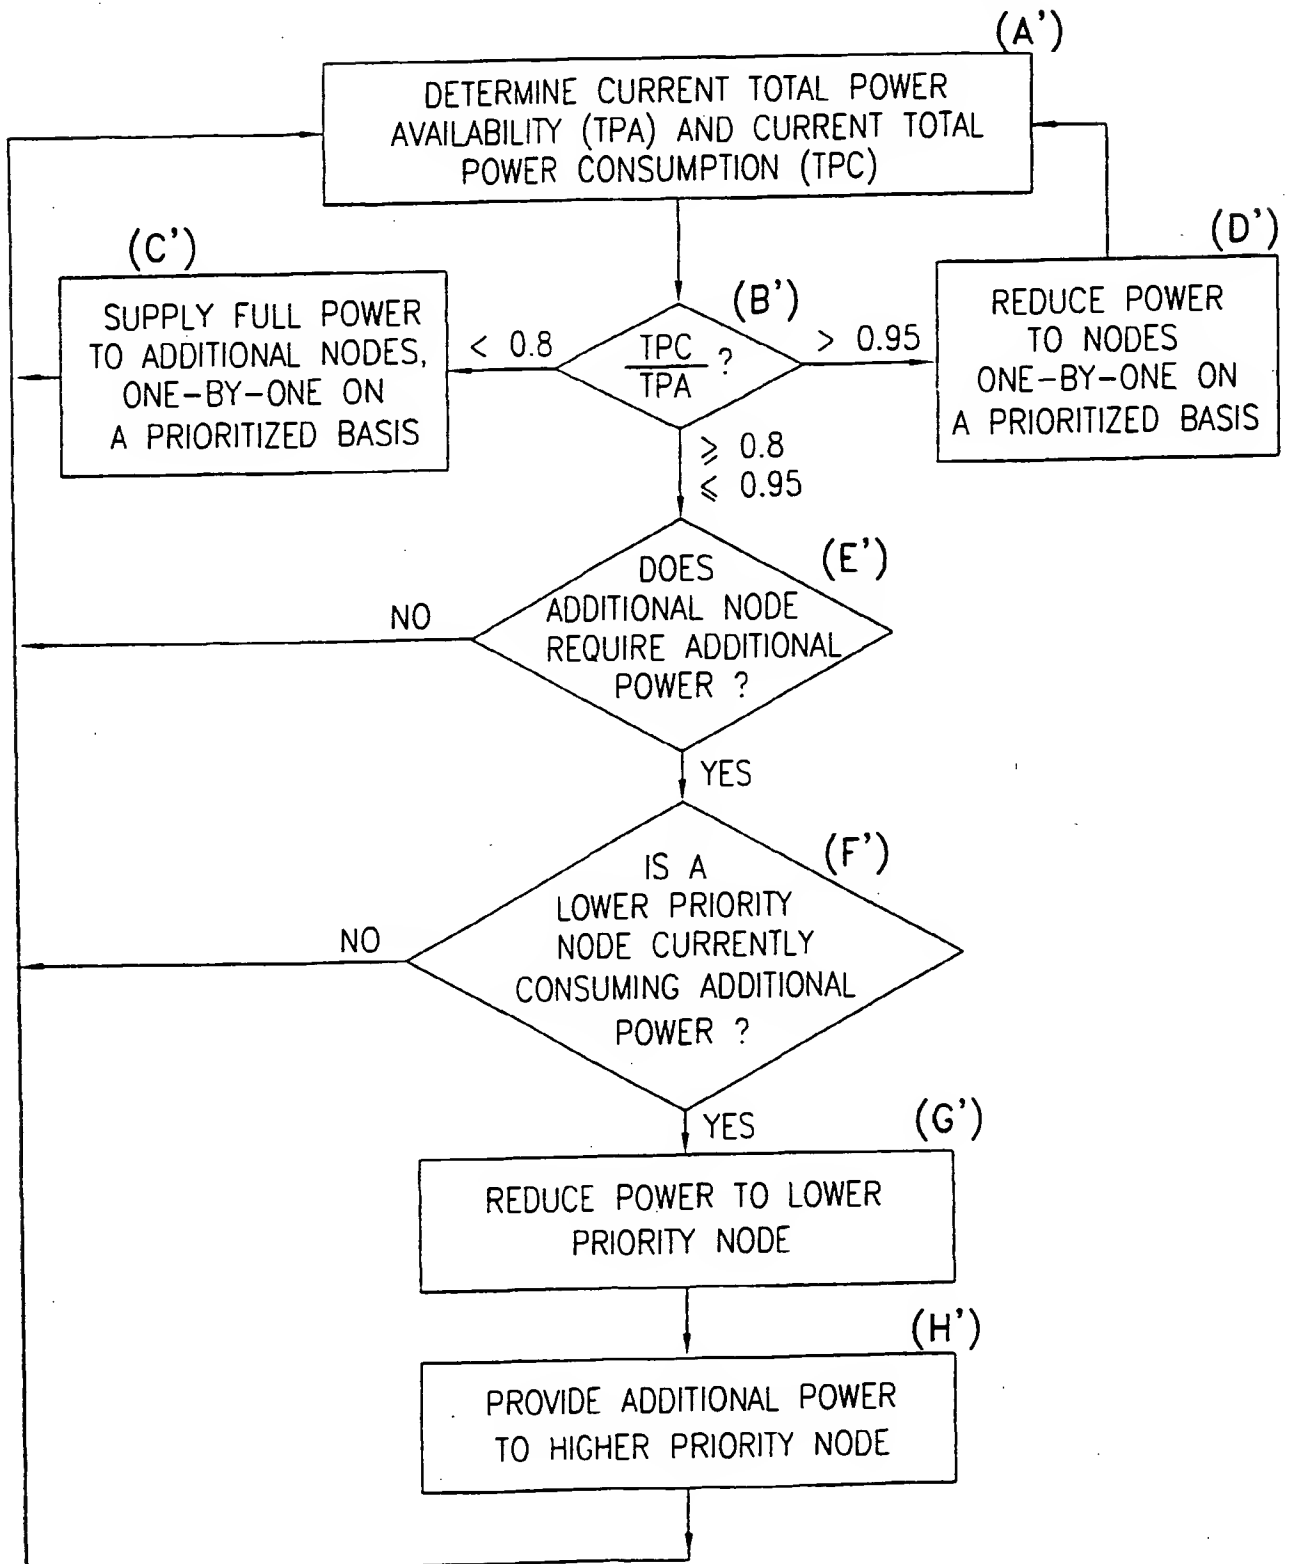 (A')
DETERMINE CURRENT TOTAL POWER
AVAILABILITY (TPA) AND CURRENT TOTAL
POWER CONSUMPTION (TPC)
(C')
SUPPLY FULL POWER
TO ADDITIONAL NODES,
ONE-BY-ONE ON
A PRIORITIZED BASIS
< 0.8
(B')
TPC
TPA
?
> 0.95
(D')
REDUCE POWER
TO NODES
ONE-BY-ONE ON
A PRIORITIZED BASIS
⩾ 0.8
⩽ 0.95
(E')
DOES
ADDITIONAL NODE
REQUIRE ADDITIONAL
POWER ?
NO
YES
(F')
IS A
LOWER PRIORITY
NODE CURRENTLY
CONSUMING ADDITIONAL
POWER ?
NO
YES
(G')
REDUCE POWER TO LOWER
PRIORITY NODE
(H')
PROVIDE ADDITIONAL POWER
TO HIGHER PRIORITY NODE